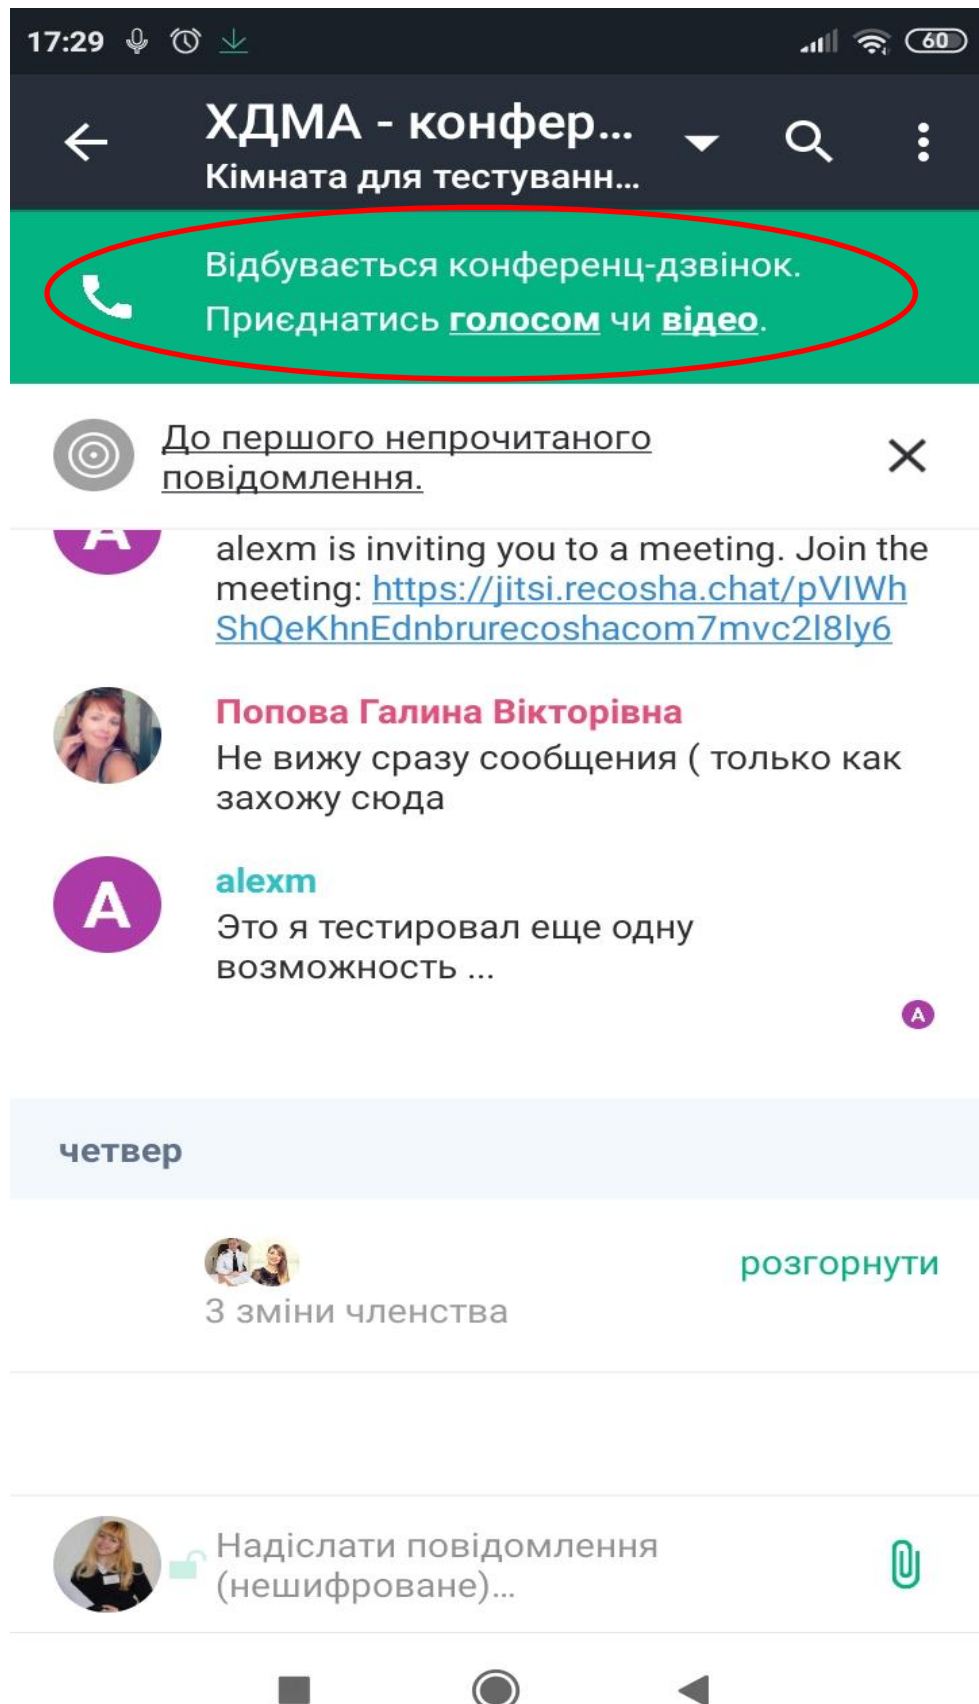 17:29 60
ХДМА - конфер...
Кімната для тестуванн...
Відбувається конференц-дзвінок.
Приєднатись голосом чи відео.
До першого непрочитаного
повідомлення.
A
alexm is inviting you to a meeting. Join the
meeting: https://jitsi.recosha.chat/pVIWh
ShQeKhnEdnbrurecoshacom7mvc2l8ly6
Попова Галина Вікторівна
Не вижу сразу сообщения ( только как
захожу сюда
A
alexm
Это я тестировал еще одну
возможность ...
A
четвер
розгорнути
3 зміни членства
Надіслати повідомлення
(нешифроване)...